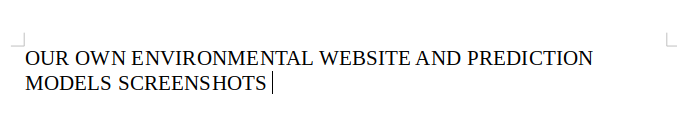 OUR OWN ENVIRONMENTAL WEBSITE AND PREDICTION
MODELS SCREENSHOTS